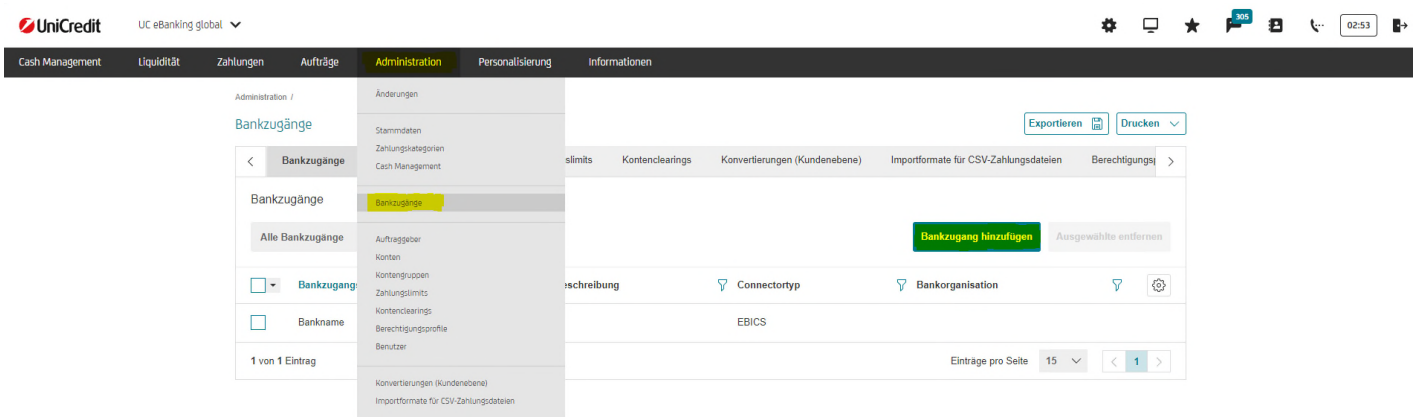 UniCredit UC eBanking global 305 02:53
Cash Management Liquidität Zahlungen Aufträge Administration Personalisierung Informationen
Administration /
Bankzugänge
Exportieren Drucken
Änderungen
Stammdaten
Zahlungskategorien
Cash Management
Bankzugänge
Auftraggeber
Konten
Kontengruppen
Zahlungslimits
Kontenclearings
Berechtigungsprofile
Benutzer
Konvertierungen (Kundenebene)
Importformate für CSV-Zahlungsdateien
Bankzugänge slimits Kontenclearings Konvertierungen (Kundenebene) Importformate für CSV-Zahlungsdateien Berechtigungsp
Bankzugänge
Alle Bankzugänge Bankzugang hinzufügen Ausgewählte entfernen
Bankzugang eschreibung Connectortyp Bankorganisation
Bankname EBICS
1 von 1 Eintrag Einträge pro Seite 15 1